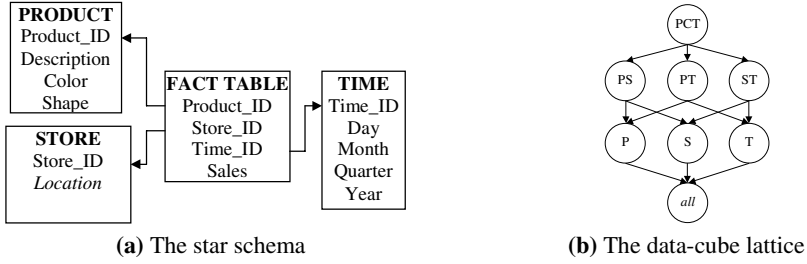 PRODUCT
Product_ID
Description
Color
Shape
STORE
Store_ID
Location
FACT TABLE
Product_ID
Store_ID
Time_ID
Sales
TIME
Time_ID
Day
Month
Quarter
Year
(a) The star schema
PCT
PS PT ST
P S T
all
(b) The data-cube lattice